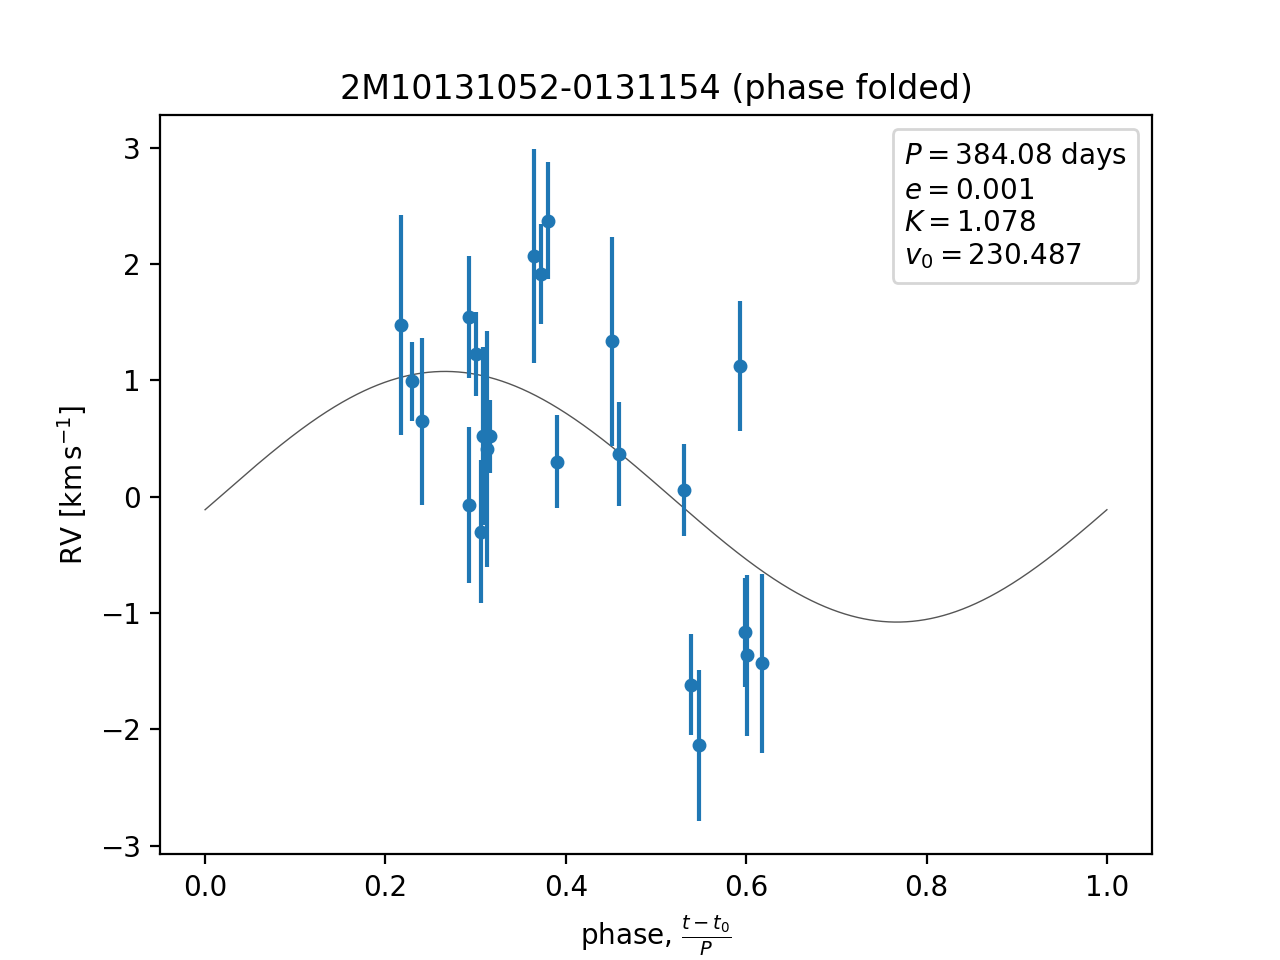 2M10131052-0131154 (phase folded)
P = 384.08 days
e = 0.001
K = 1.078
v₀ = 230.487
RV [km s⁻¹]
3
2
1
0
−1
−2
−3
0.0 0.2 0.4 0.6 0.8 1.0
phase, (t − t₀)/P